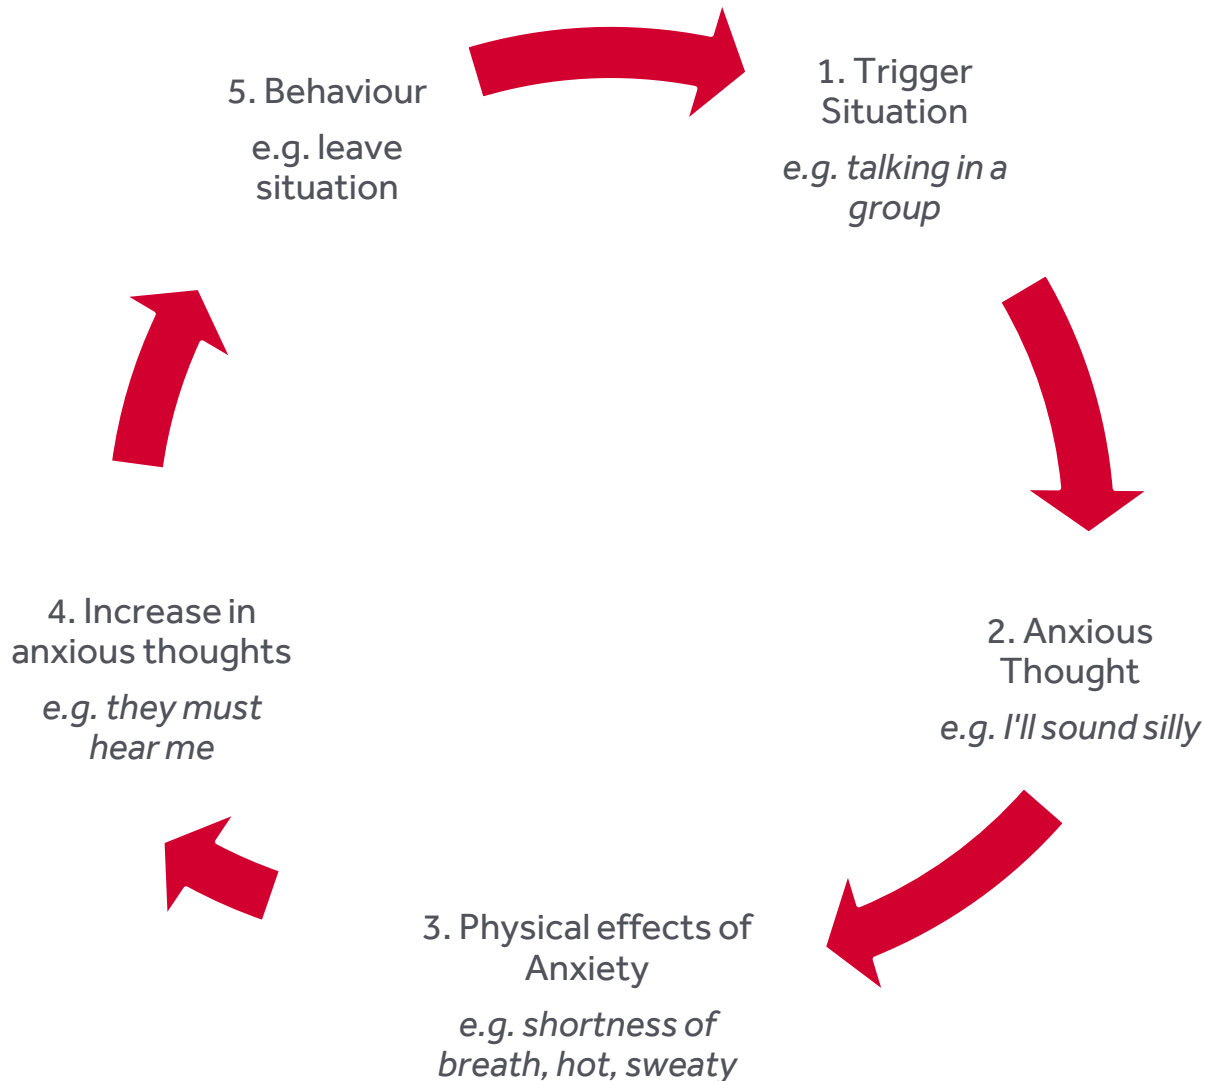 1. Trigger
Situation
e.g. talking in a
group
2. Anxious
Thought
e.g. I'll sound silly
3. Physical effects of
Anxiety
e.g. shortness of
breath, hot, sweaty
4. Increase in
anxious thoughts
e.g. they must
hear me
5. Behaviour
e.g. leave
situation